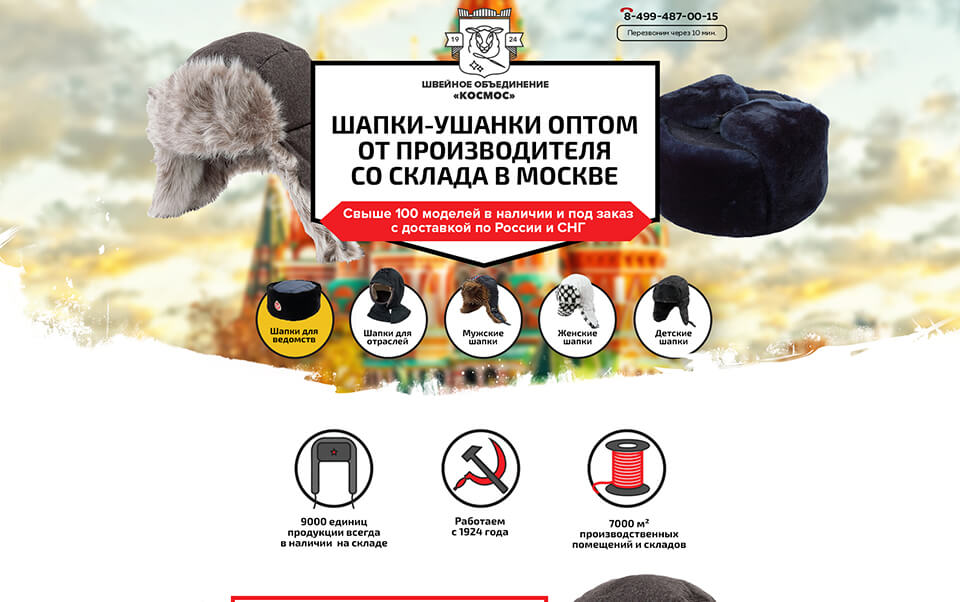 8-499-487-00-15
Перезвоним через 10 мин.
19 24
ШВЕЙНОЕ ОБЪЕДИНЕНИЕ
«КОСМОС»
ШАПКИ-УШАНКИ ОПТОМ
ОТ ПРОИЗВОДИТЕЛЯ
СО СКЛАДА В МОСКВЕ
Свыше 100 моделей в наличии и под заказ
с доставкой по России и СНГ
Шапки для
ведомств
Шапки для
отраслей
Мужские
шапки
Женские
шапки
Детские
шапки
9000 единиц
продукции всегда
в наличии на складе
Работаем
с 1924 года
7000 м²
производственных
помещений и складов